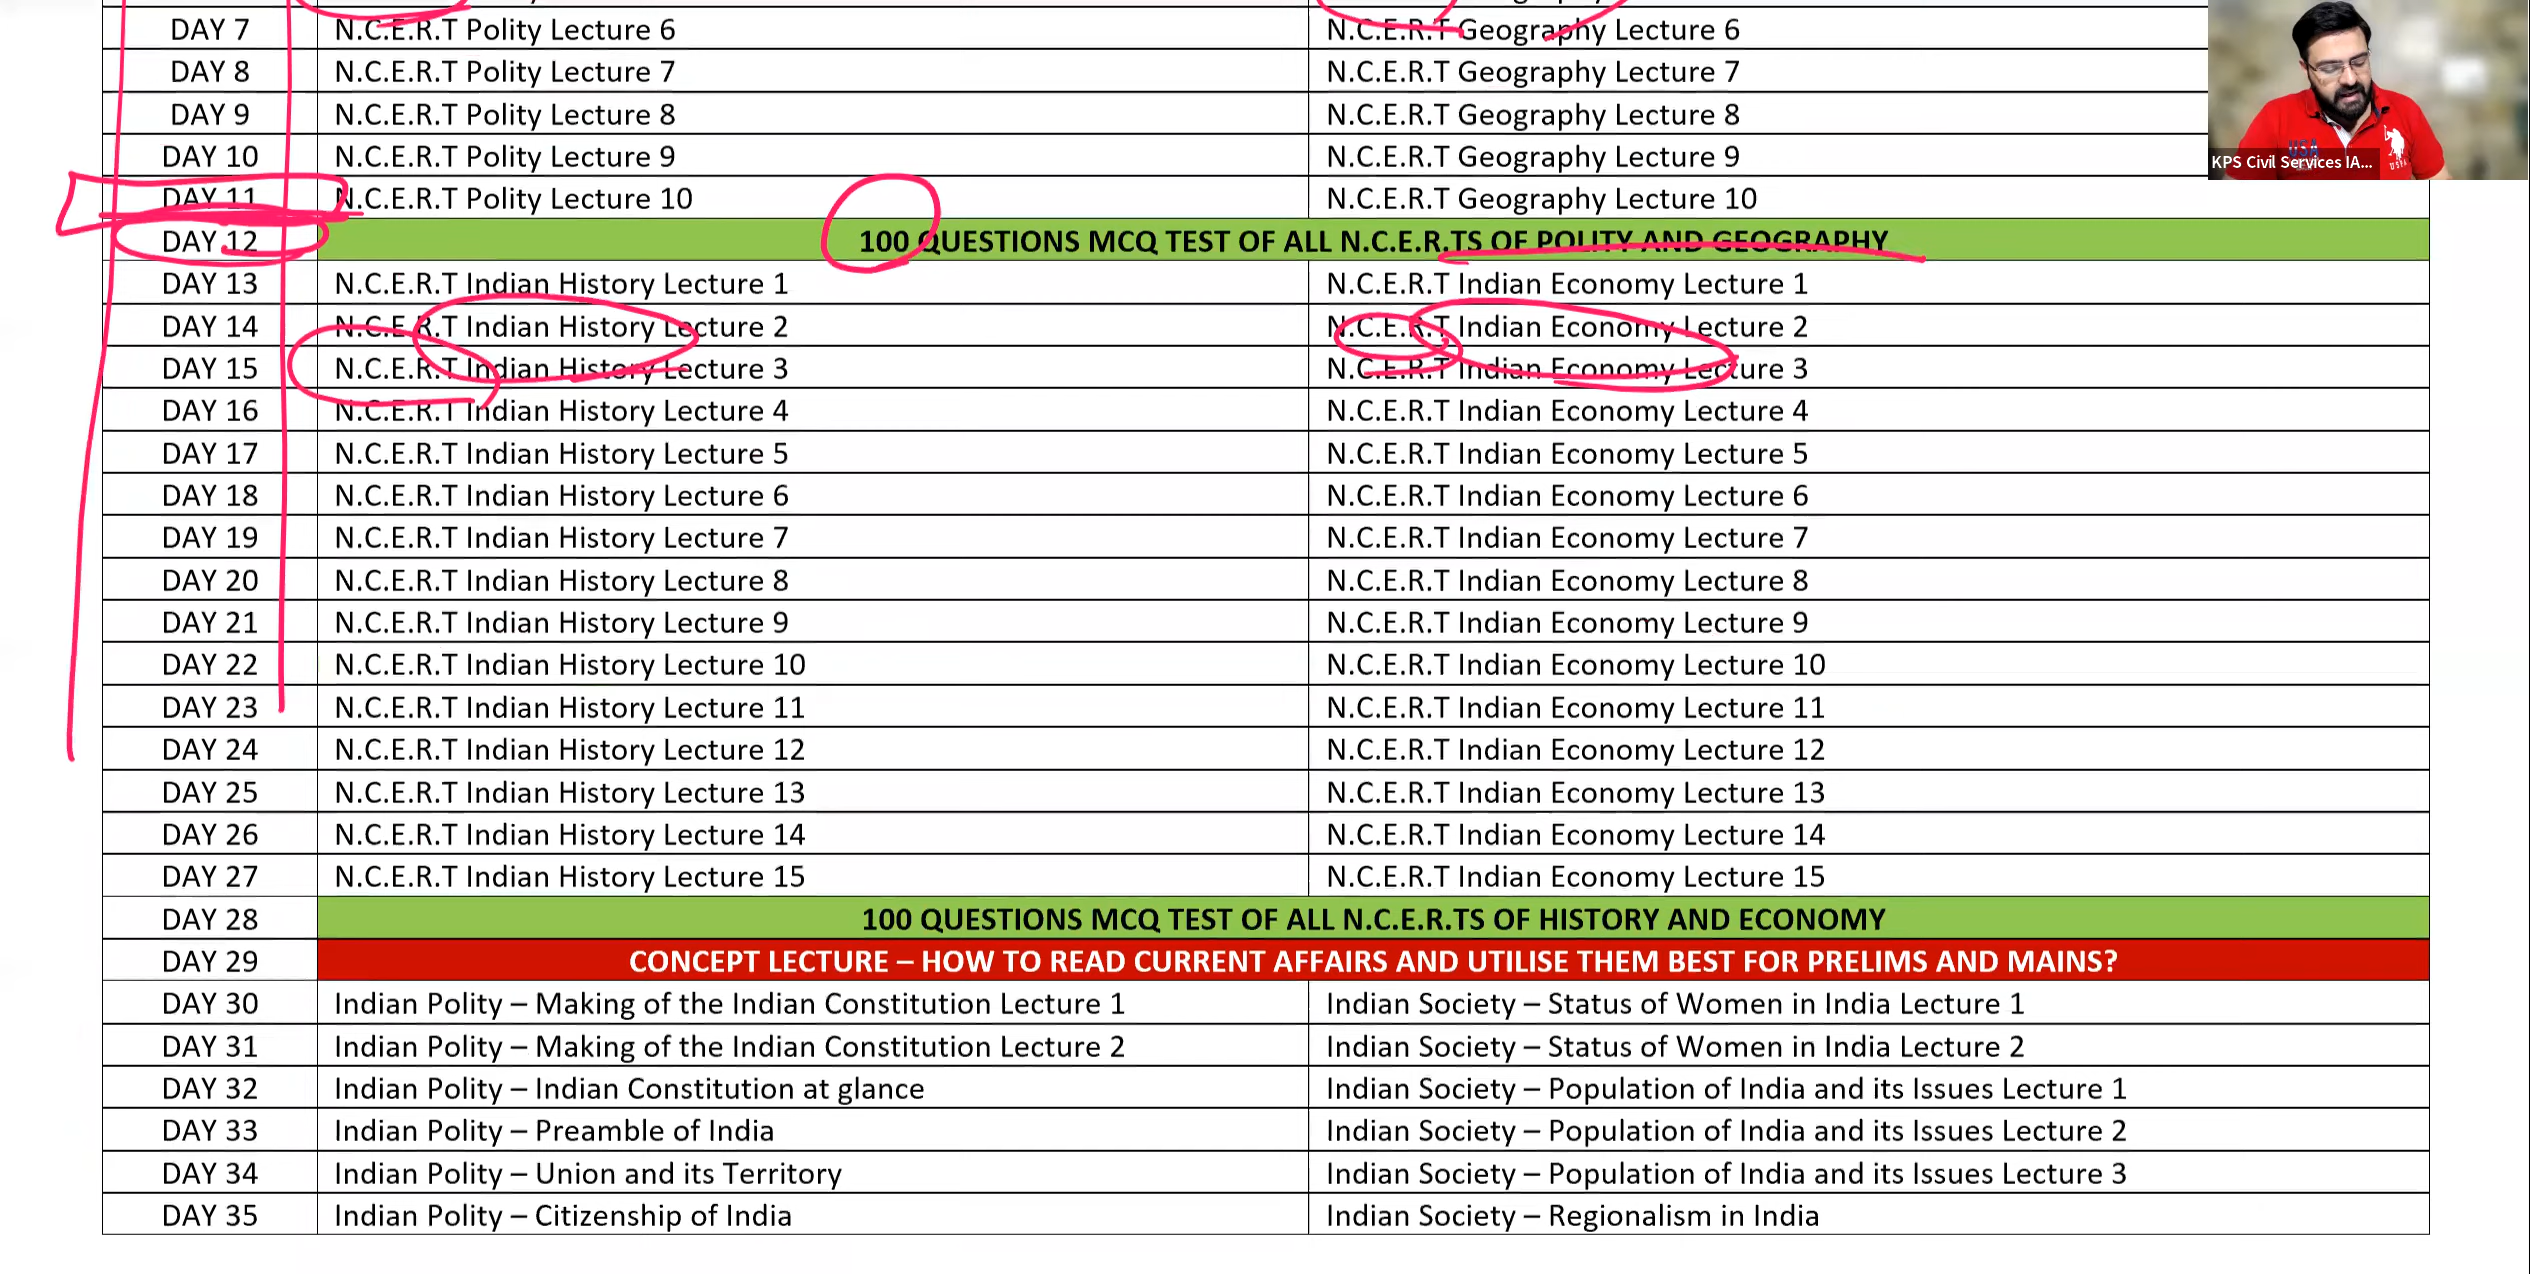 DAY 7 N.C.E.R.T Polity Lecture 6 N.C.E.R.T Geography Lecture 6
DAY 8 N.C.E.R.T Polity Lecture 7 N.C.E.R.T Geography Lecture 7
DAY 9 N.C.E.R.T Polity Lecture 8 N.C.E.R.T Geography Lecture 8
DAY 10 N.C.E.R.T Polity Lecture 9 N.C.E.R.T Geography Lecture 9
KPS Civil Services IA...
DAY 11 N.C.E.R.T Polity Lecture 10 N.C.E.R.T Geography Lecture 10
DAY 12 100 QUESTIONS MCQ TEST OF ALL N.C.E.R.TS OF POLITY AND GEOGRAPHY
DAY 13 N.C.E.R.T Indian History Lecture 1 N.C.E.R.T Indian Economy Lecture 1
DAY 14 N.C.E.R.T Indian History Lecture 2 N.C.E.R.T Indian Economy Lecture 2
DAY 15 N.C.E.R.T Indian History Lecture 3 N.C.E.R.T Indian Economy Lecture 3
DAY 16 N.C.E.R.T Indian History Lecture 4 N.C.E.R.T Indian Economy Lecture 4
DAY 17 N.C.E.R.T Indian History Lecture 5 N.C.E.R.T Indian Economy Lecture 5
DAY 18 N.C.E.R.T Indian History Lecture 6 N.C.E.R.T Indian Economy Lecture 6
DAY 19 N.C.E.R.T Indian History Lecture 7 N.C.E.R.T Indian Economy Lecture 7
DAY 20 N.C.E.R.T Indian History Lecture 8 N.C.E.R.T Indian Economy Lecture 8
DAY 21 N.C.E.R.T Indian History Lecture 9 N.C.E.R.T Indian Economy Lecture 9
DAY 22 N.C.E.R.T Indian History Lecture 10 N.C.E.R.T Indian Economy Lecture 10
DAY 23 N.C.E.R.T Indian History Lecture 11 N.C.E.R.T Indian Economy Lecture 11
DAY 24 N.C.E.R.T Indian History Lecture 12 N.C.E.R.T Indian Economy Lecture 12
DAY 25 N.C.E.R.T Indian History Lecture 13 N.C.E.R.T Indian Economy Lecture 13
DAY 26 N.C.E.R.T Indian History Lecture 14 N.C.E.R.T Indian Economy Lecture 14
DAY 27 N.C.E.R.T Indian History Lecture 15 N.C.E.R.T Indian Economy Lecture 15
DAY 28 100 QUESTIONS MCQ TEST OF ALL N.C.E.R.TS OF HISTORY AND ECONOMY
DAY 29 CONCEPT LECTURE – HOW TO READ CURRENT AFFAIRS AND UTILISE THEM BEST FOR PRELIMS AND MAINS?
DAY 30 Indian Polity – Making of the Indian Constitution Lecture 1 Indian Society – Status of Women in India Lecture 1
DAY 31 Indian Polity – Making of the Indian Constitution Lecture 2 Indian Society – Status of Women in India Lecture 2
DAY 32 Indian Polity – Indian Constitution at glance Indian Society – Population of India and its Issues Lecture 1
DAY 33 Indian Polity – Preamble of India Indian Society – Population of India and its Issues Lecture 2
DAY 34 Indian Polity – Union and its Territory Indian Society – Population of India and its Issues Lecture 3
DAY 35 Indian Polity – Citizenship of India Indian Society – Regionalism in India